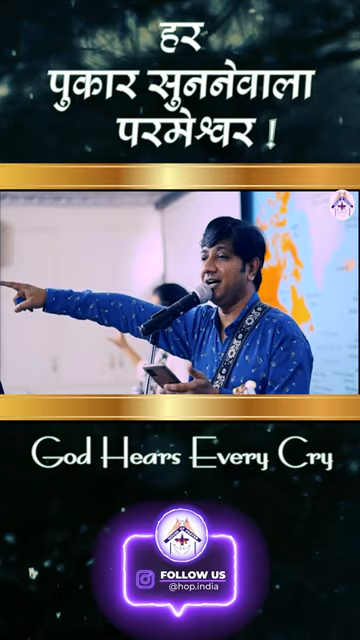 हर
पुकार सुननेवाला
परमेश्वर !
God Hears Every Cry
FOLLOW US
@hop.india